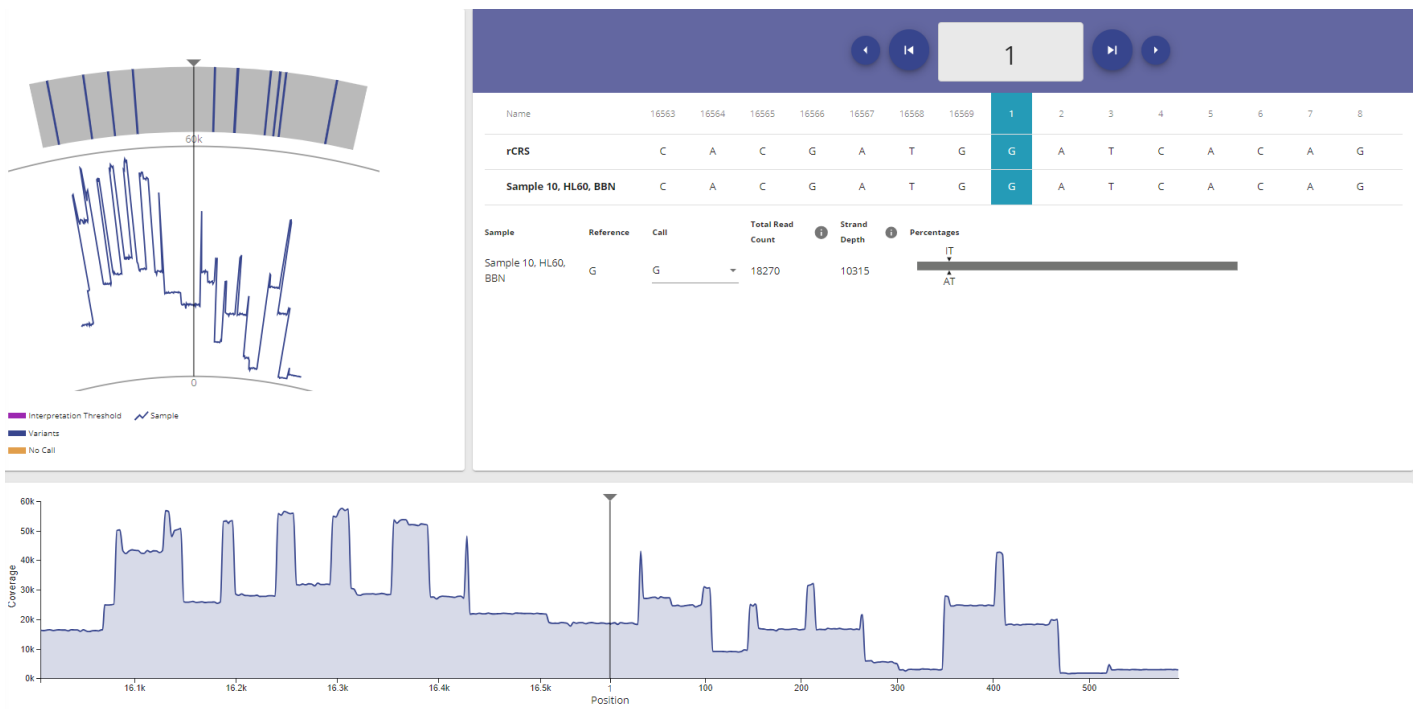 60k
0
Interpretation Threshold Sample
Variants
No Call
1
Name 16563 16564 16565 16566 16567 16568 16569 1 2 3 4 5 6 7 8
rCRS C A C G A T G G A T C A C A G
Sample 10, HL60, BBN C A C G A T G G A T C A C A G
Sample Reference Call Total Read Count Strand Depth Percentages
IT
Sample 10, HL60, BBN G G 18270 10315
AT
60k
50k
40k
30k
20k
10k
0k
Coverage
16.1k 16.2k 16.3k 16.4k 16.5k 1 100 200 300 400 500
Position